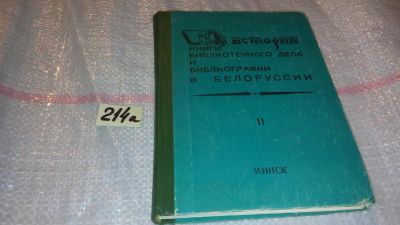 Из истории
книги,
библиотечного дела
и
библиографии
в Белоруссии
II
Минск
214а